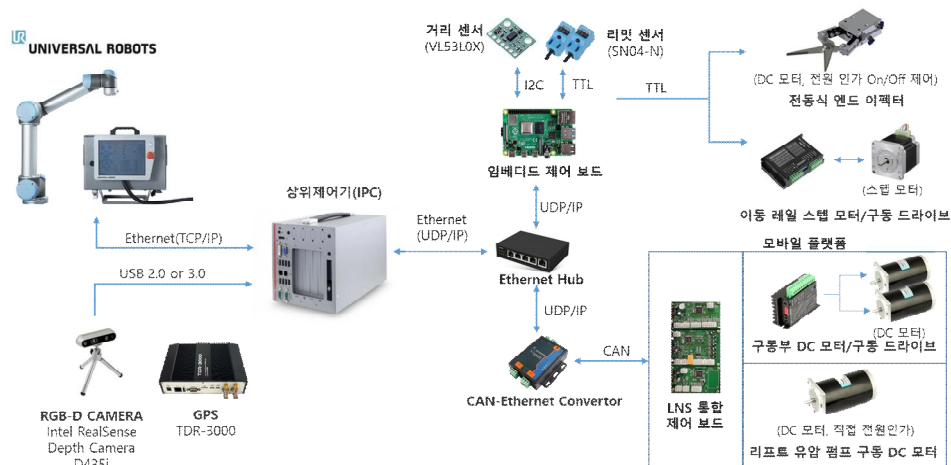 UR
UNIVERSAL ROBOTS
거리 센서
(VL53L0X)
리밋 센서
(SN04-N)
I2C
TTL
TTL
(DC 모터, 전원 인가 On/Off 제어)
전동식 엔드 이펙터
임베디드 제어 보드
(스텝 모터)
이동 레일 스텝 모터/구동 드라이브
상위제어기(IPC)
Ethernet(TCP/IP)
USB 2.0 or 3.0
Ethernet
(UDP/IP)
UDP/IP
Ethernet Hub
UDP/IP
CAN-Ethernet Convertor
CAN
모바일 플랫폼
LNS 통합
제어 보드
(DC 모터)
구동부 DC 모터/구동 드라이브
(DC 모터, 직접 전원인가)
리프트 유압 펌프 구동 DC 모터
RGB-D CAMERA
Intel RealSense
Depth Camera
D435i
GPS
TDR-3000
TDR-3000